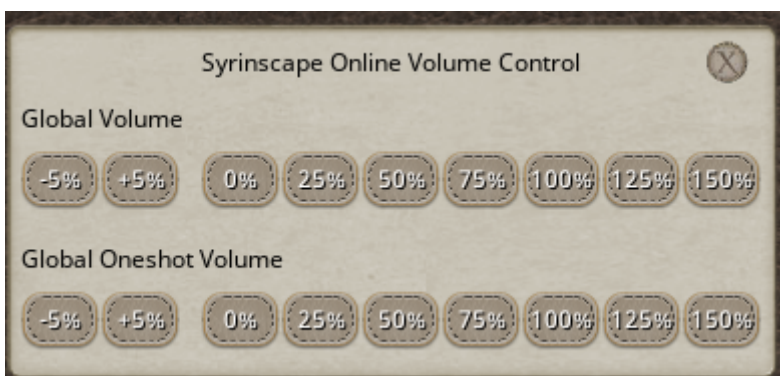 Syrinscape Online Volume Control X
Global Volume
-5% +5% 0% 25% 50% 75% 100% 125% 150%
Global Oneshot Volume
-5% +5% 0% 25% 50% 75% 100% 125% 150%